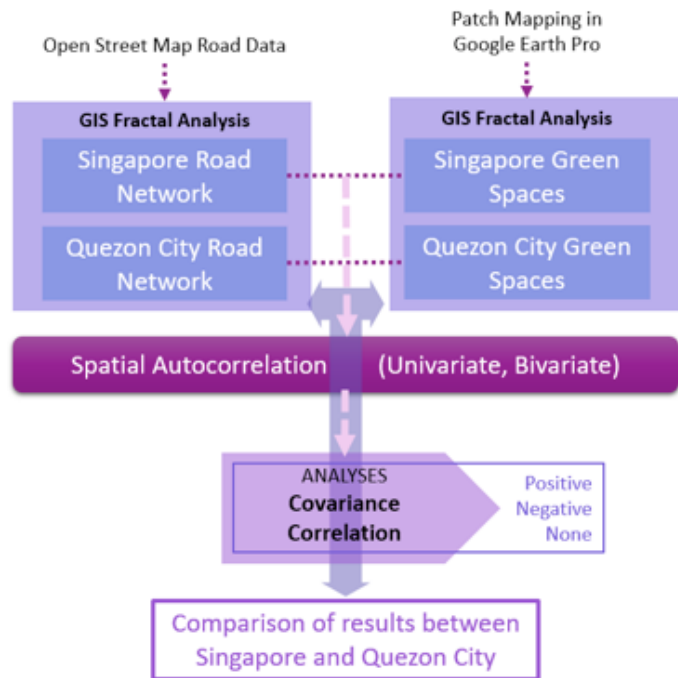 Open Street Map Road Data
Patch Mapping in
Google Earth Pro
GIS Fractal Analysis
Singapore Road
Network
Quezon City Road
Network
GIS Fractal Analysis
Singapore Green
Spaces
Quezon City Green
Spaces
Spatial Autocorrelation (Univariate, Bivariate)
ANALYSES
Covariance
Correlation
Positive
Negative
None
Comparison of results between
Singapore and Quezon City